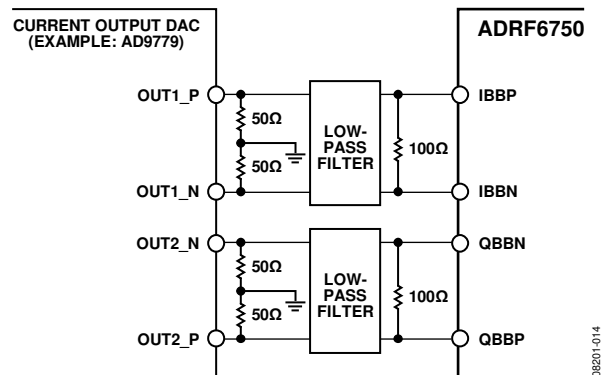 CURRENT OUTPUT DAC
(EXAMPLE: AD9779)
ADRF6750
OUT1_P
IBBP
50Ω
50Ω
LOW-
PASS
FILTER
100Ω
OUT1_N
IBBN
OUT2_N
QBBN
50Ω
50Ω
LOW-
PASS
FILTER
100Ω
OUT2_P
QBBP
08201-014